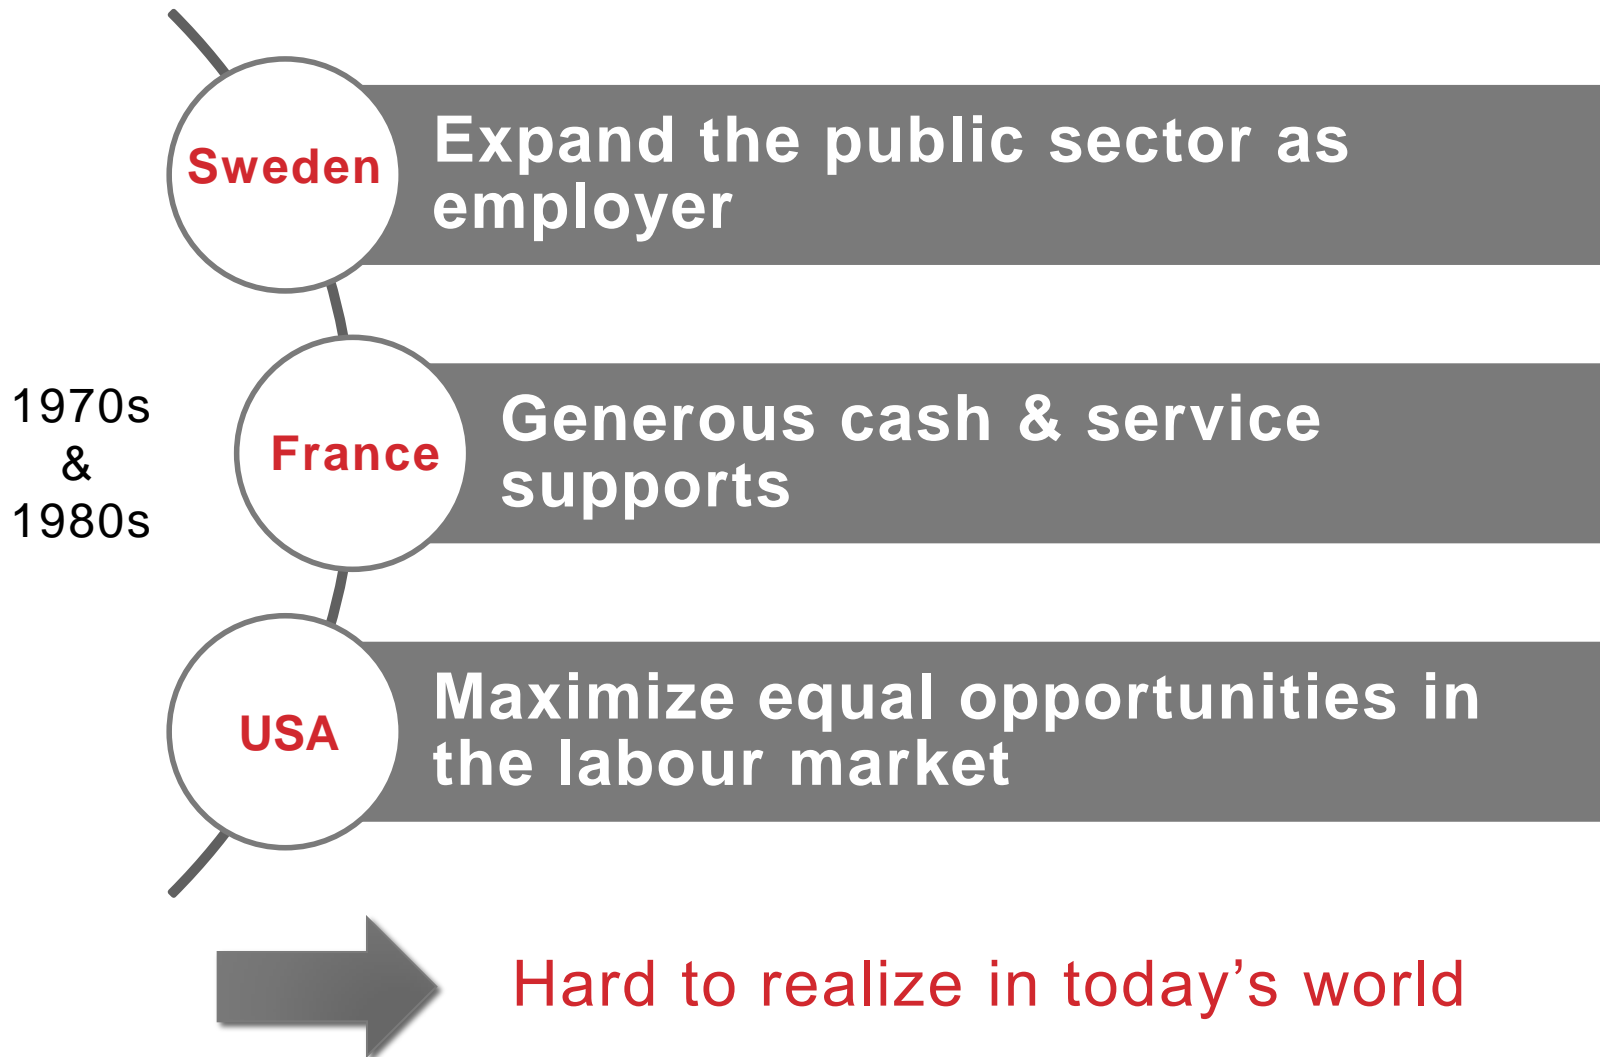 Sweden
Expand the public sector as
employer
1970s
&
1980s
France
Generous cash & service
supports
USA
Maximize equal opportunities in
the labour market
Hard to realize in today’s world